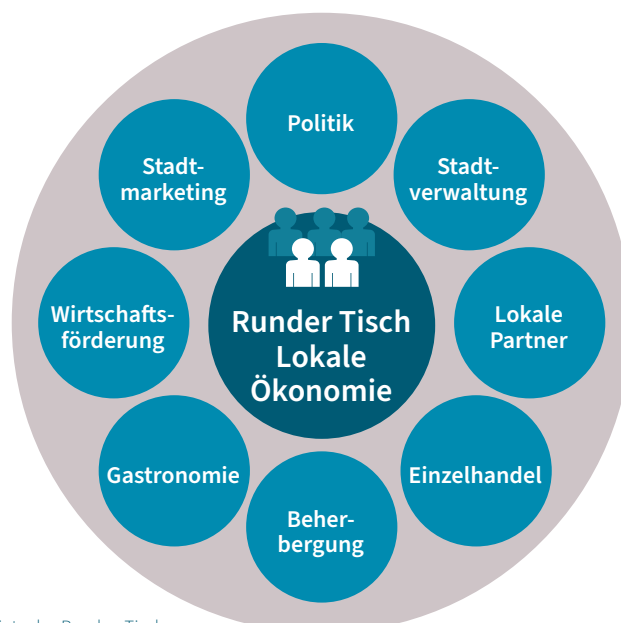 Politik
Stadt-
verwaltung
Lokale
Partner
Einzelhandel
Beher-
bergung
Gastronomie
Wirtschafts-
förderung
Stadt-
marketing
Runder Tisch
Lokale
Ökonomie